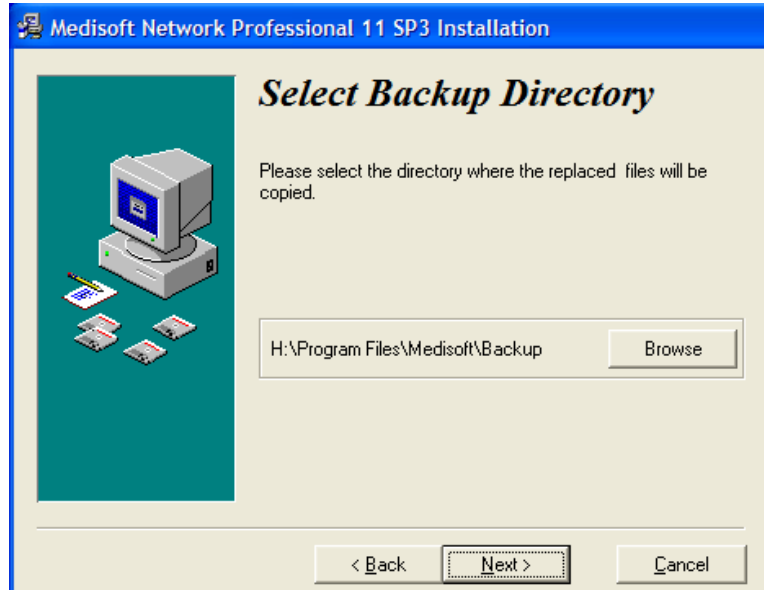 Medisoft Network Professional 11 SP3 Installation
Select Backup Directory
Please select the directory where the replaced  files will be
copied.
H:\Program Files\Medisoft\Backup
Browse
< Back
Next >
Cancel